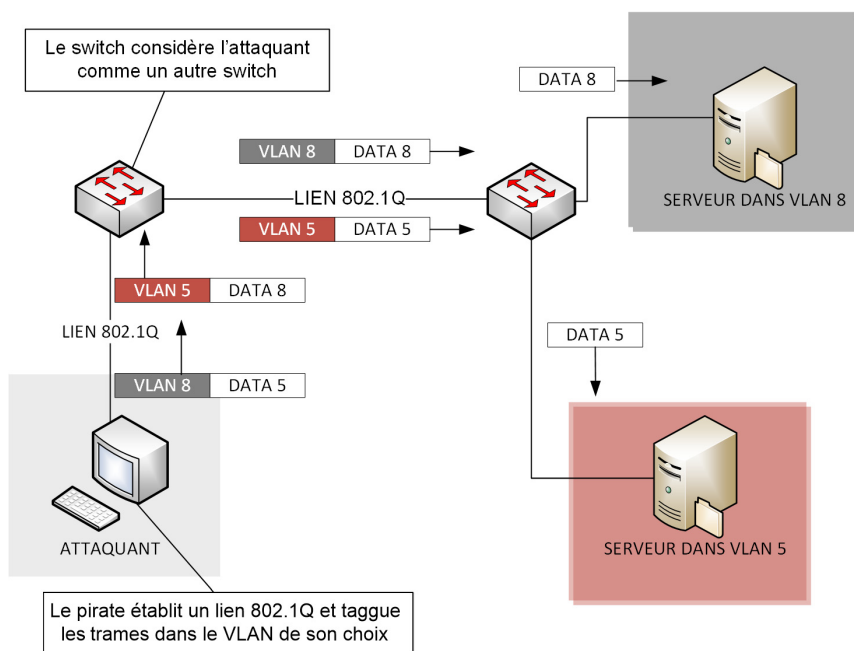 Le switch considère l'attaquant
comme un autre switch
DATA 8
VLAN 8 DATA 8
LIEN 802.1Q
SERVEUR DANS VLAN 8
VLAN 5 DATA 5
VLAN 5 DATA 8
LIEN 802.1Q
DATA 5
VLAN 8 DATA 5
ATTAQUANT
SERVEUR DANS VLAN 5
Le pirate établit un lien 802.1Q et taggue
les trames dans le VLAN de son choix